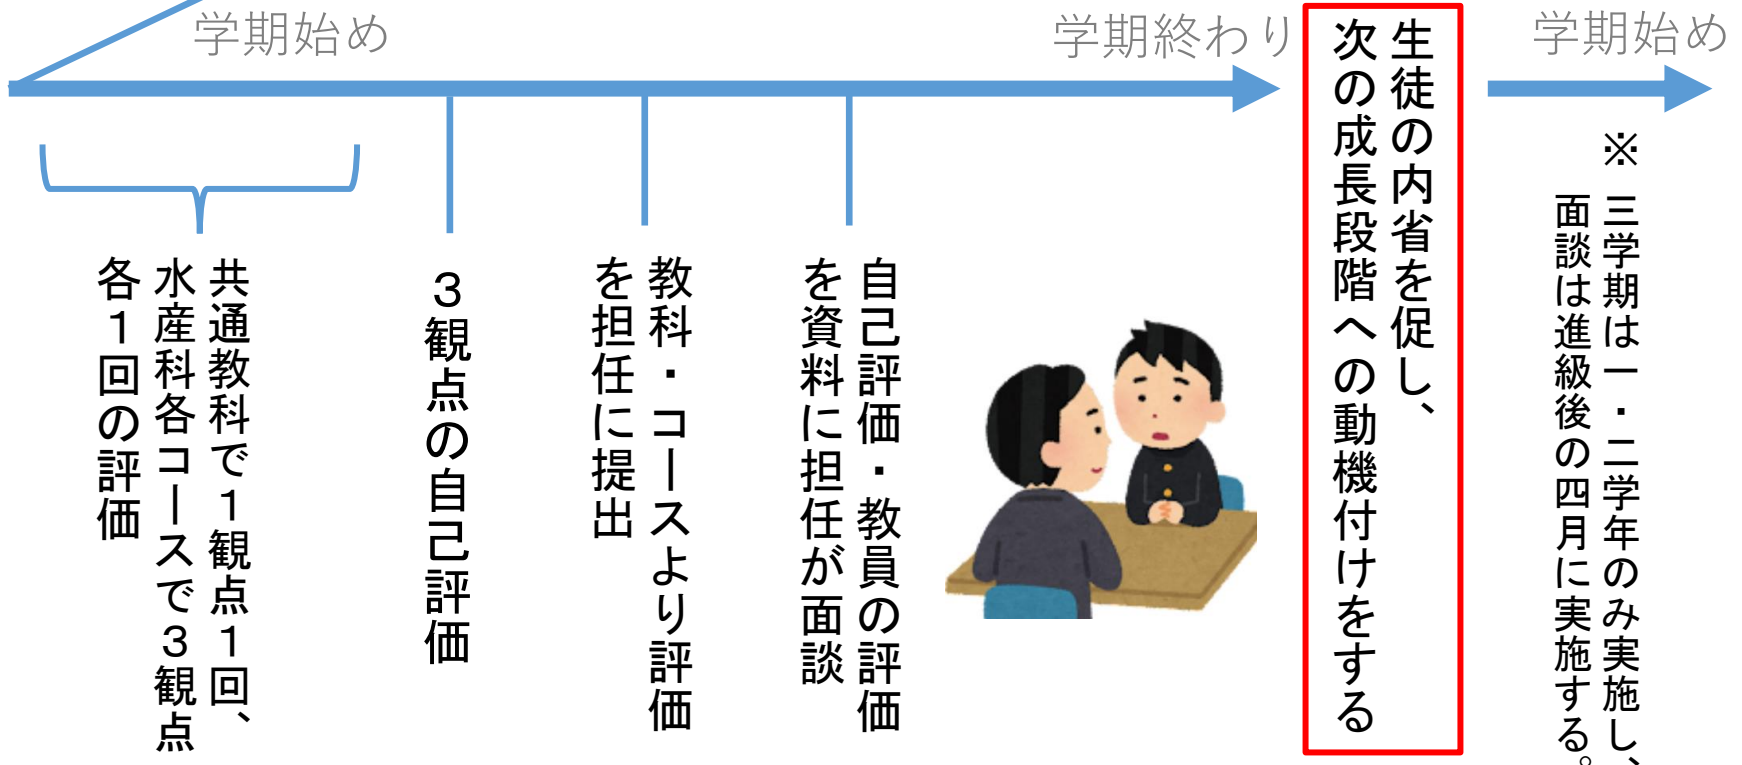 学期始め
学期終わり
学期始め
共通教科で１観点１回、
水産科各コースで３観点
各１回の評価
３観点の自己評価
教科・コースより評価
を担任に提出
自己評価・教員の評価
を資料に担任が面談
生徒の内省を促し、
次の成長段階への動機付けをする
※　三学期は一・二学年のみ実施し、
面談は進級後の四月に実施する。